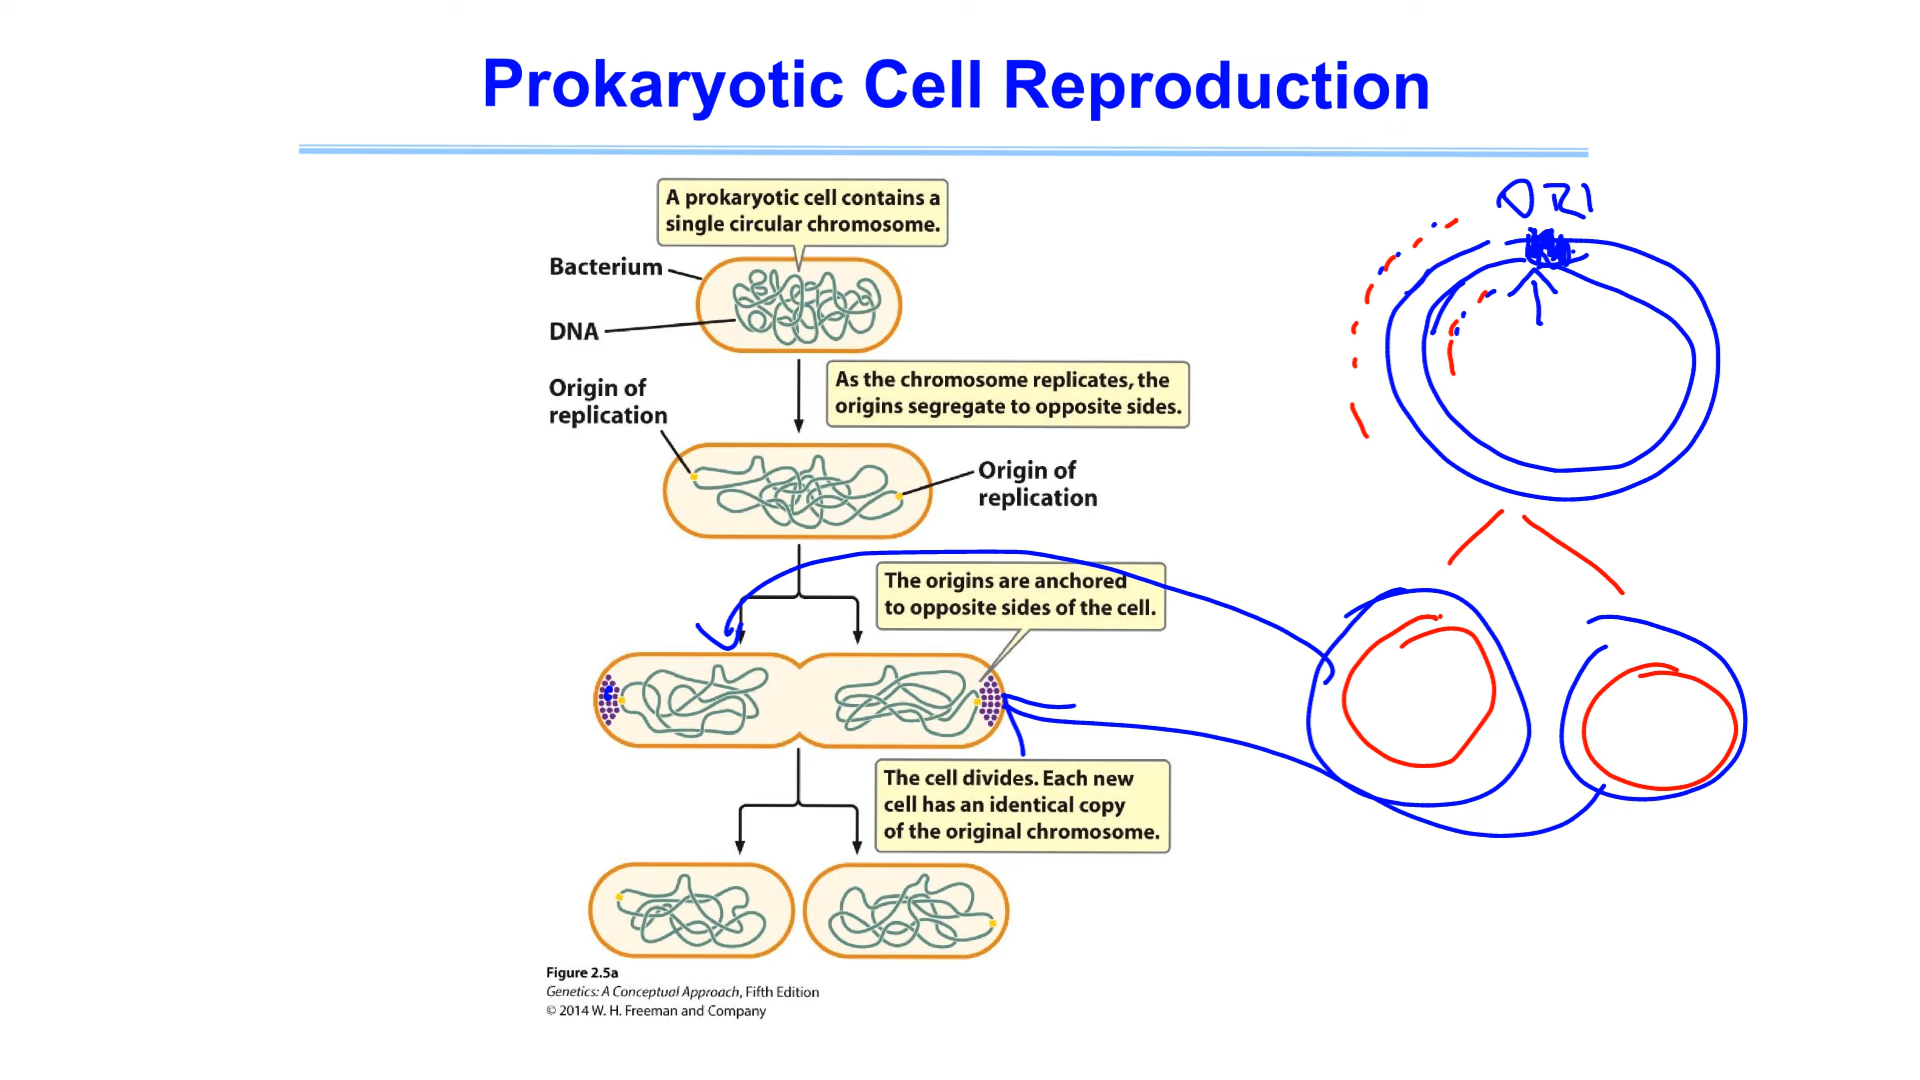 Prokaryotic Cell Reproduction
A prokaryotic cell contains a
single circular chromosome.
ORI
Bacterium
DNA
As the chromosome replicates, the
origins segregate to opposite sides.
Origin of
replication
Origin of
replication
The origins are anchored
to opposite sides of the cell.
The cell divides. Each new
cell has an identical copy
of the original chromosome.
Figure 2.5a
Genetics: A Conceptual Approach, Fifth Edition
© 2014 W. H. Freeman and Company